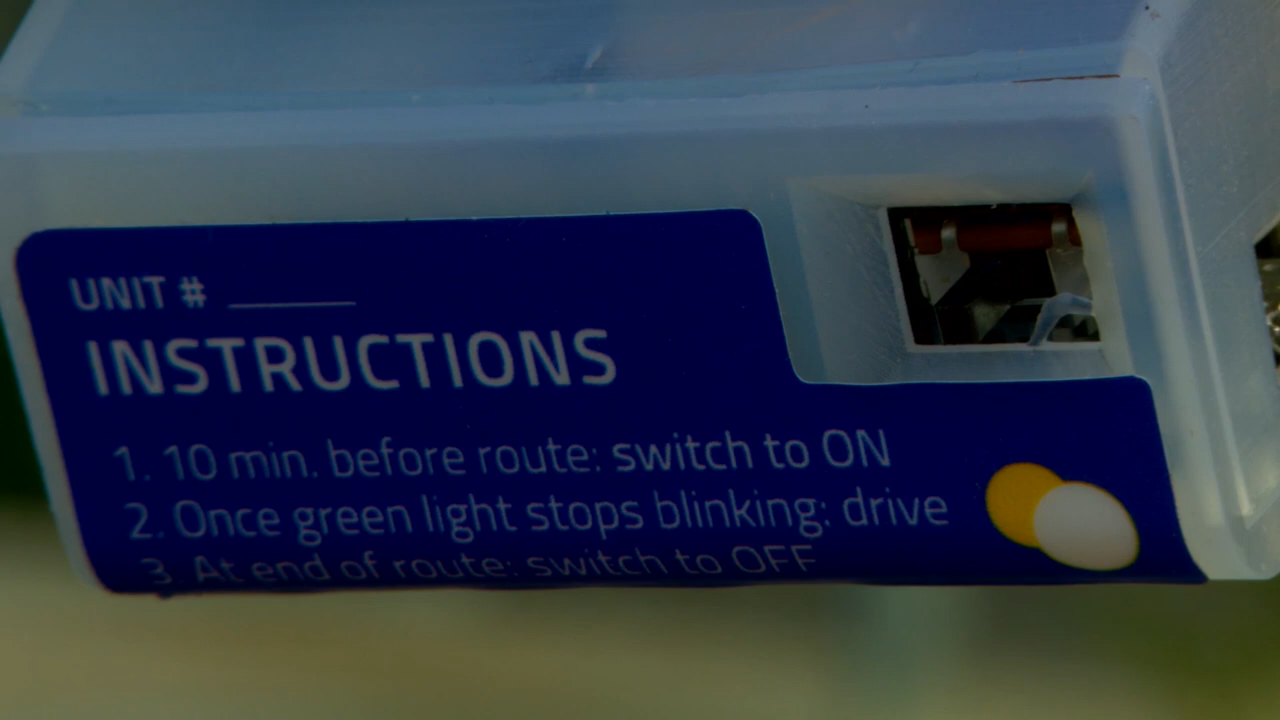 UNIT # ______
INSTRUCTIONS
1. 10 min. before route: switch to ON
2. Once green light stops blinking: drive
3. At end of route: switch to OFF